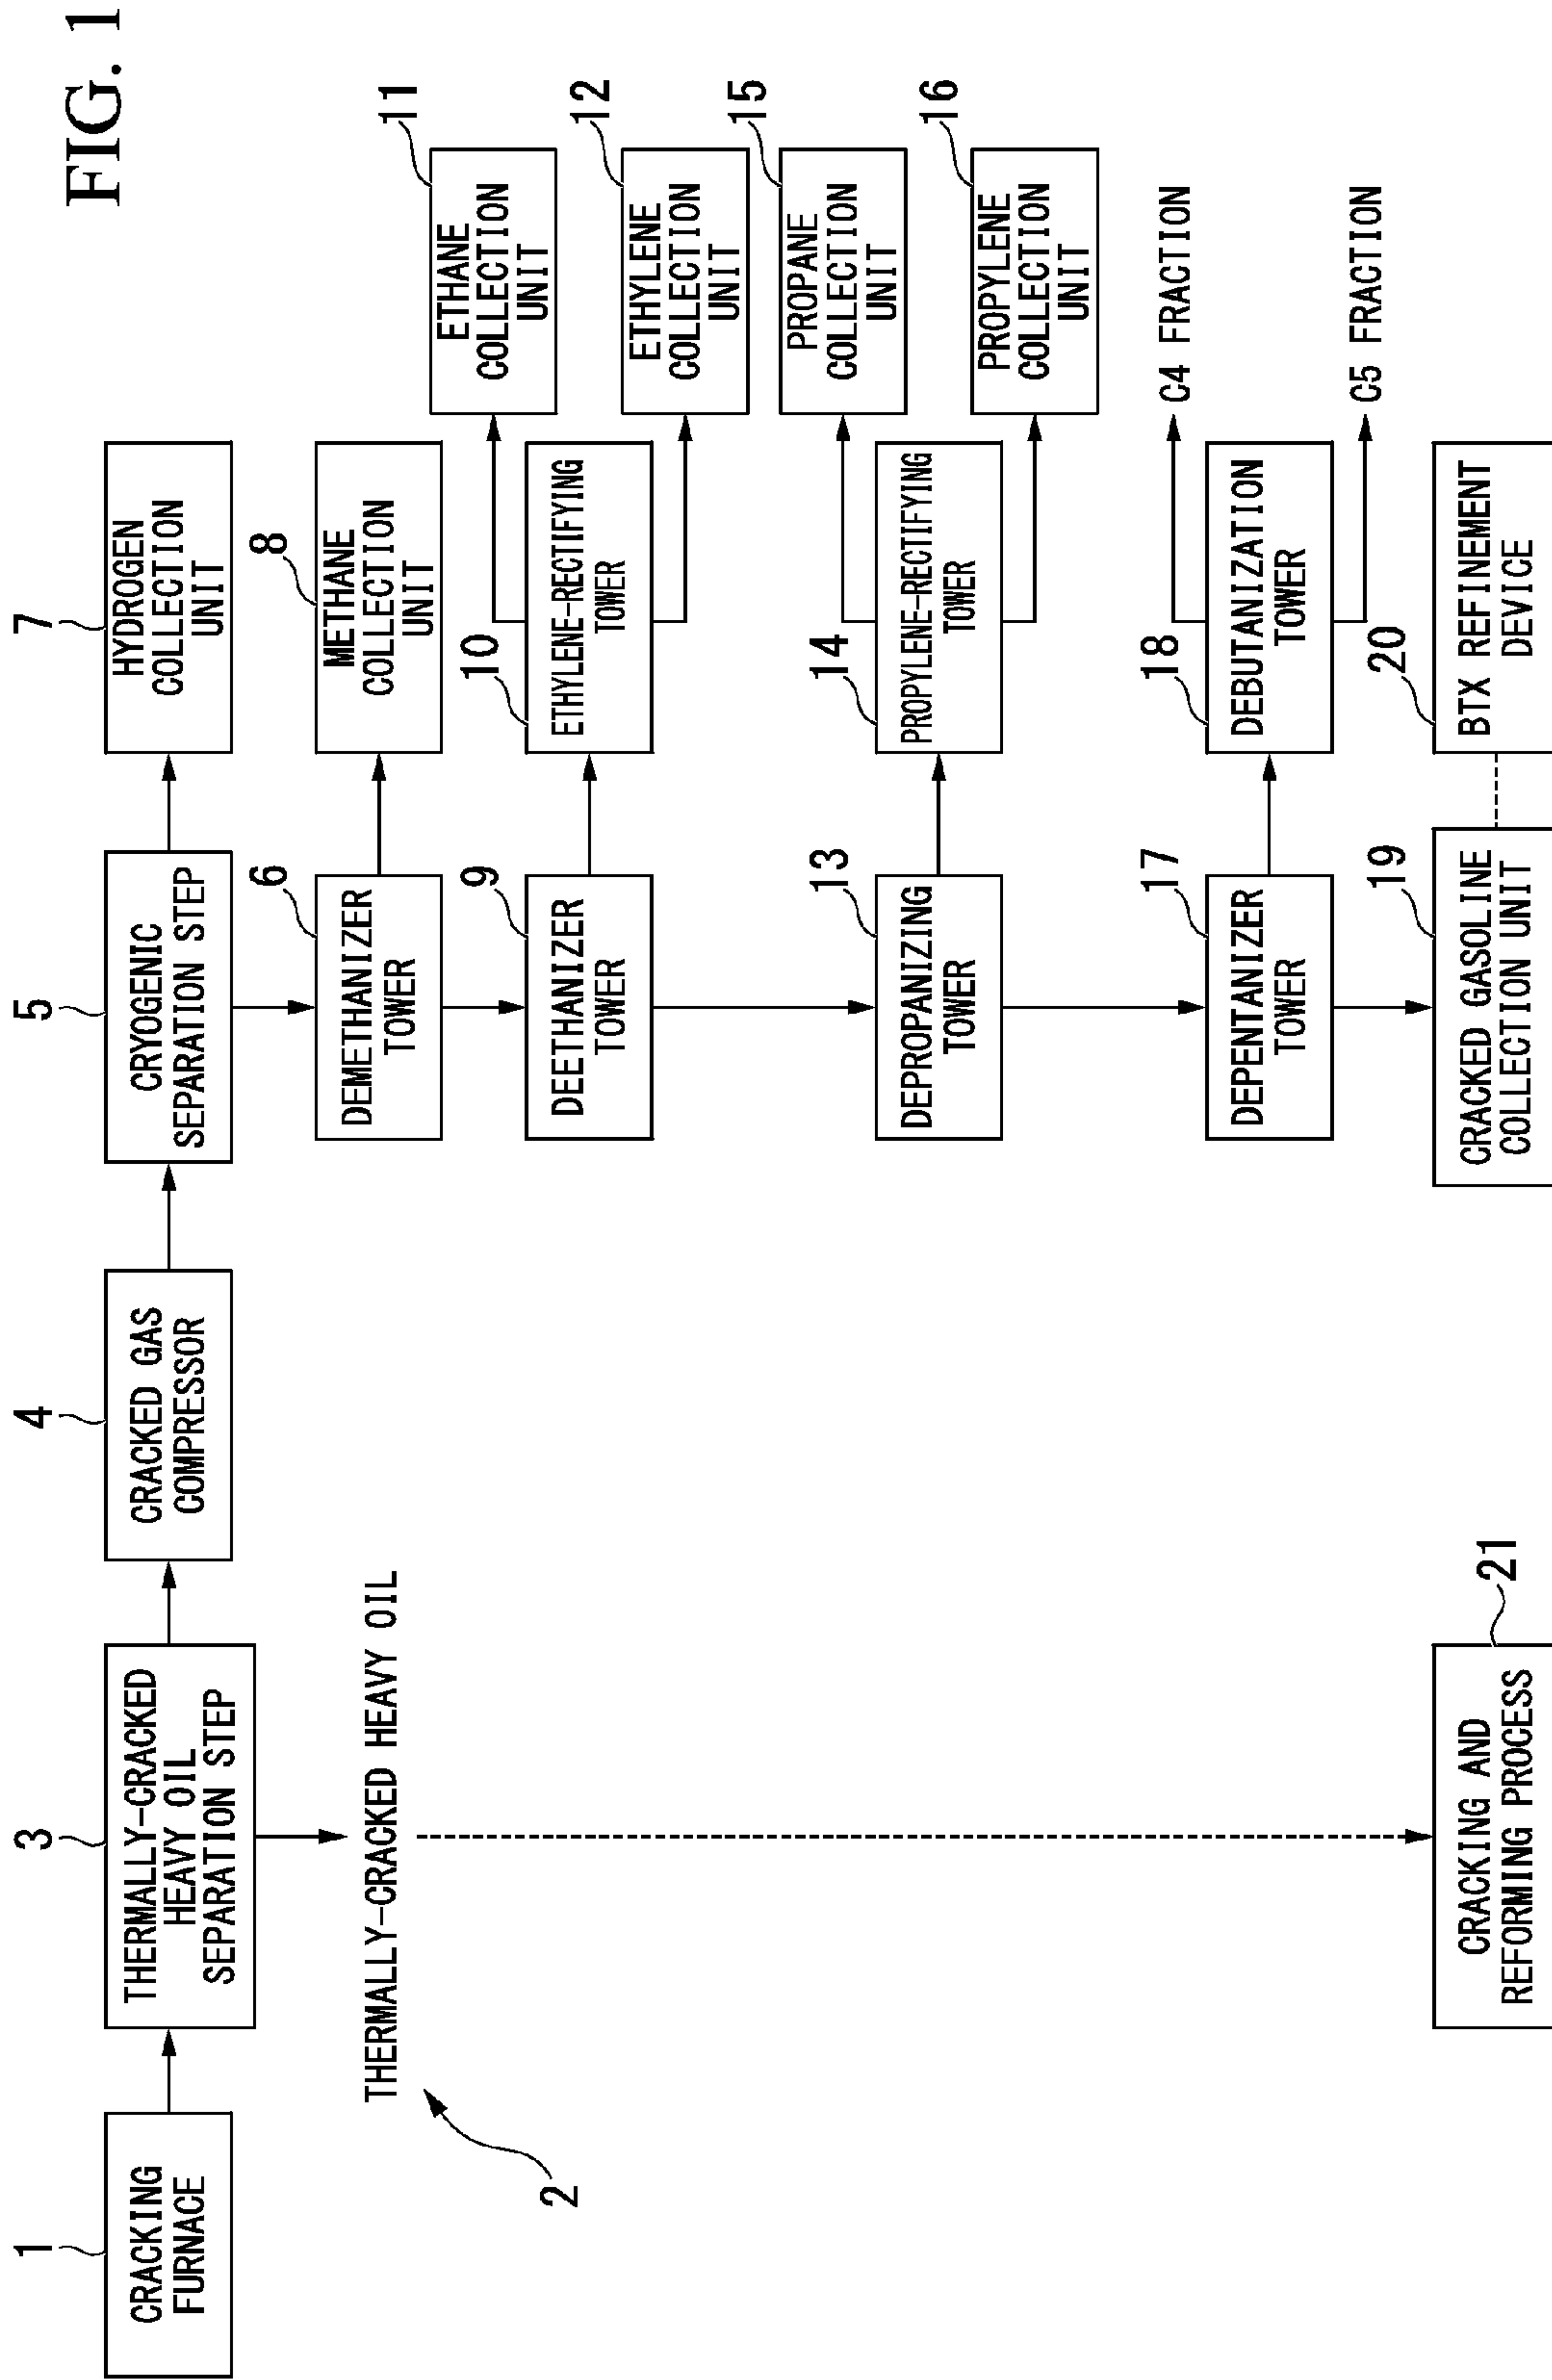 FIG. 1
1
CRACKING
FURNACE
3
THERMALLY-CRACKED
HEAVY OIL
SEPARATION STEP
4
CRACKED GAS
COMPRESSOR
5
CRYOGENIC
SEPARATION STEP
7
HYDROGEN
COLLECTION
UNIT
THERMALLY-CRACKED HEAVY OIL
2
6
DEMETHANIZER
TOWER
8
METHANE
COLLECTION
UNIT
9
DEETHANIZER
TOWER
10
ETHYLENE-RECTIFYING
TOWER
11
ETHANE
COLLECTION
UNIT
12
ETHYLENE
COLLECTION
UNIT
13
DEPROPANIZING
TOWER
14
PROPYLENE-RECTIFYING
TOWER
15
PROPANE
COLLECTION
UNIT
16
PROPYLENE
COLLECTION
UNIT
17
DEPENTANIZER
TOWER
18
DEBUTANIZATION
TOWER
C4 FRACTION
C5 FRACTION
21
CRACKING AND
REFORMING PROCESS
19
CRACKED GASOLINE
COLLECTION UNIT
20
BTX REFINEMENT
DEVICE